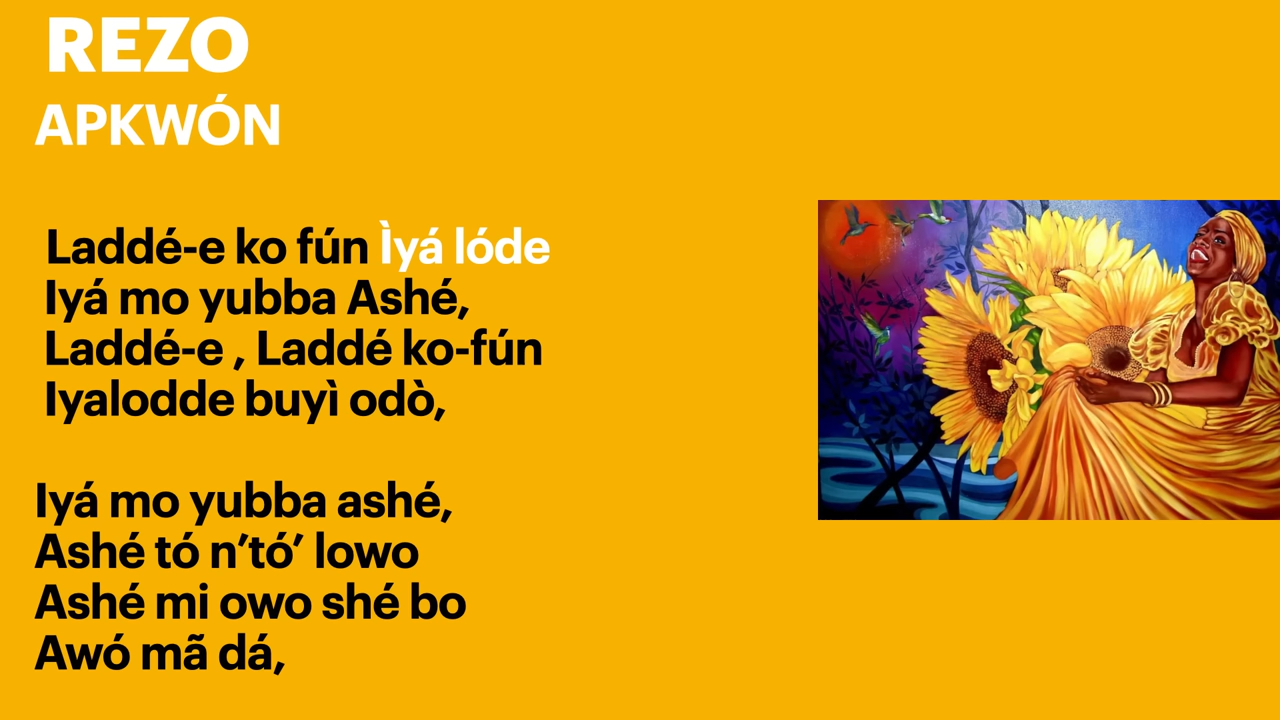 REZO
APKWÓN
Laddé-e ko fún Ìyá lóde
Iyá mo yubba Ashé,
Laddé-e , Laddé ko-fún
Iyalodde buyì odò,
Iyá mo yubba ashé,
Ashé tó n’tó’ lowo
Ashé mi owo shé bo
Awó mã dá,